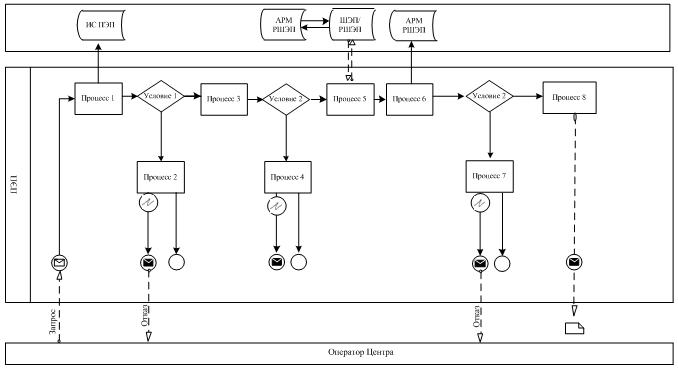 ИС ПЭП
АРМ
РШЭП
ШЭП/
РШЭП
АРМ
РШЭП
Процесс 1
Условие 1
Процесс 3
Условие 2
Процесс 5
Процесс 6
Условие 2
Процесс 8
Процесс 2
Процесс 4
Процесс 7
ПЭП
Запрос
Отказ
Отказ
Оператор Центра